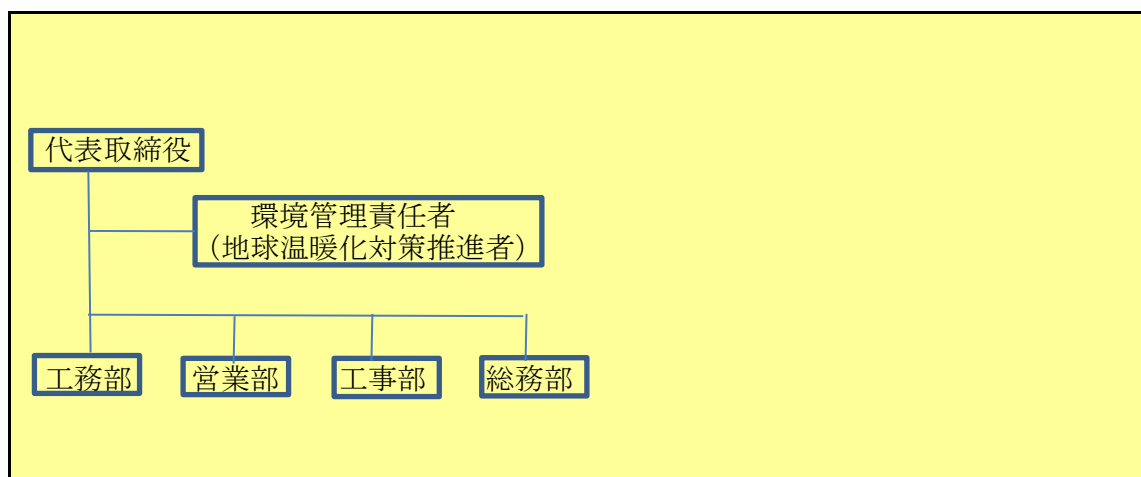 代表取締役
環境管理責任者
（地球温暖化対策推進者）
工務部
営業部
工事部
総務部